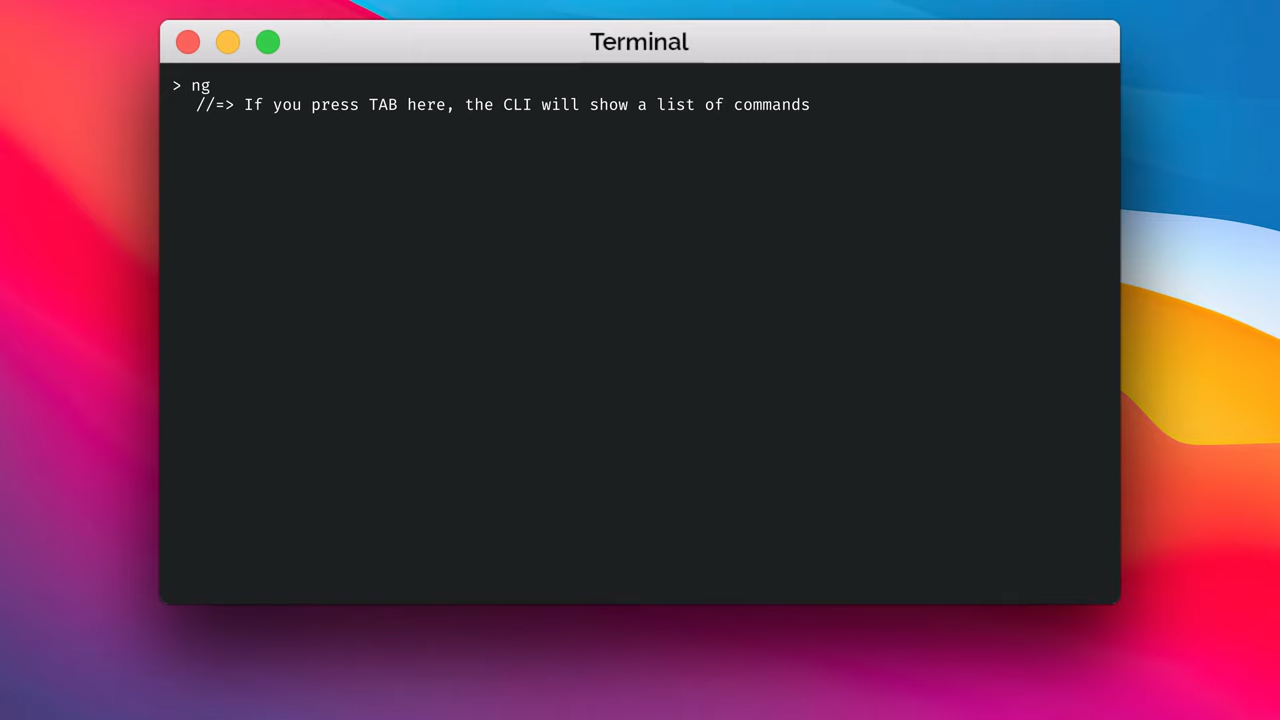 Terminal
> ng
//=> If you press TAB here, the CLI will show a list of commands